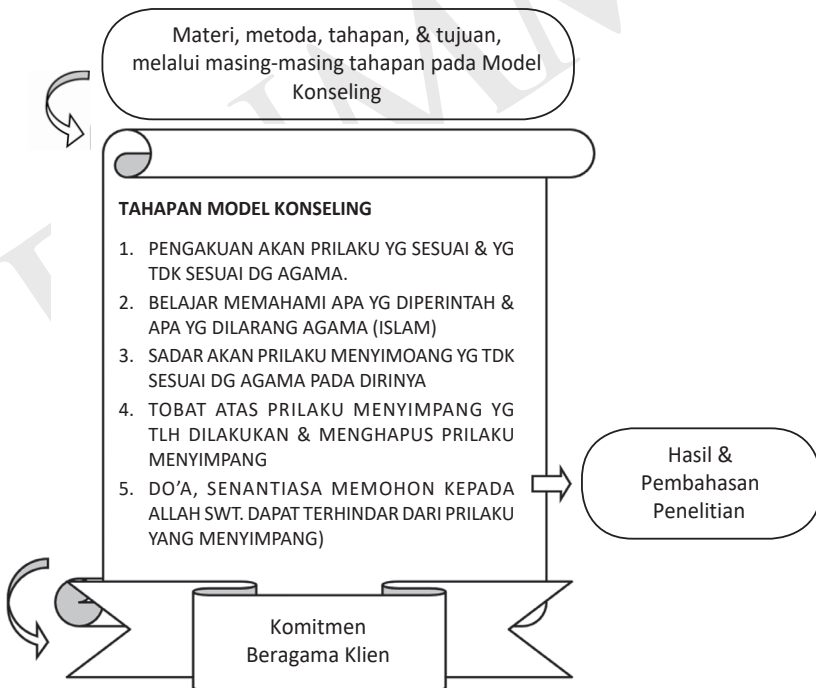 Materi, metoda, tahapan, & tujuan,
melalui masing-masing tahapan pada Model
Konseling
TAHAPAN MODEL KONSELING
1. PENGAKUAN AKAN PRILAKU YG SESUAI & YG
TDK SESUAI DG AGAMA.
2. BELAJAR MEMAHAMI APA YG DIPERINTAH &
APA YG DILARANG AGAMA (ISLAM)
3. SADAR AKAN PRILAKU MENYIMOANG YG TDK
SESUAI DG AGAMA PADA DIRINYA
4. TOBAT ATAS PRILAKU MENYIMPANG YG
TLH DILAKUKAN & MENGHAPUS PRILAKU
MENYIMPANG
5. DO'A, SENANTIASA MEMOHON KEPADA
ALLAH SWT. DAPAT TERHINDAR DARI PRILAKU
YANG MENYIMPANG)
Hasil &
Pembahasan
Penelitian
Komitmen
Beragama Klien